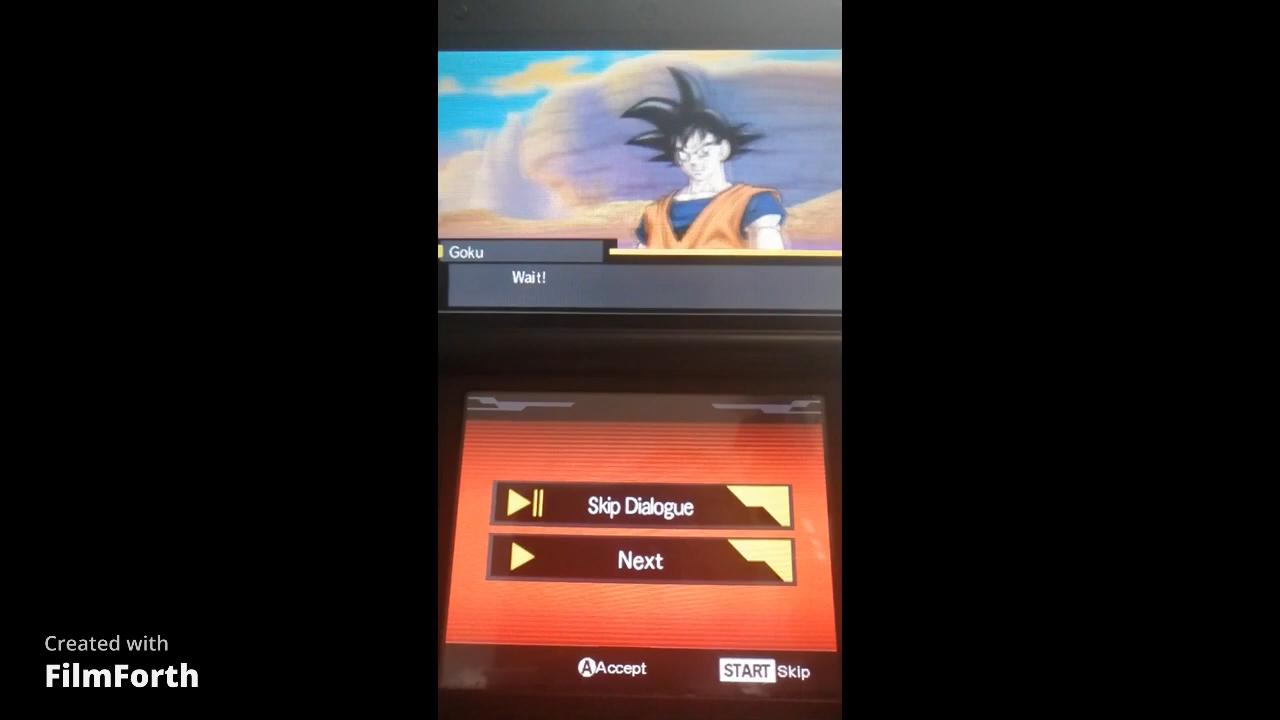 Goku
Wait!
Skip Dialogue
Next
A Accept
START Skip
Created with
FilmForth